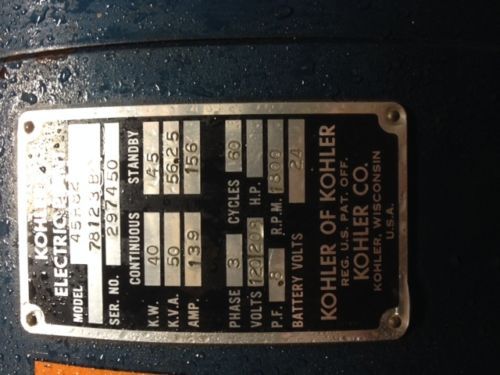 KOHLER
ELECTRIC
MODEL 45R82
78123B
SER. NO. 297450
CONTINUOUS STANDBY
K.W. 40 45
K.V.A. 50 56.25
AMP. 139 156
PHASE 3 CYCLES 60
VOLTS 120/208 H.P.
P.F. .8 R.P.M. 1800
BATTERY VOLTS 24
KOHLER OF KOHLER
REG. U.S. PAT. OFF.
KOHLER CO.
KOHLER, WISCONSIN
U.S.A.